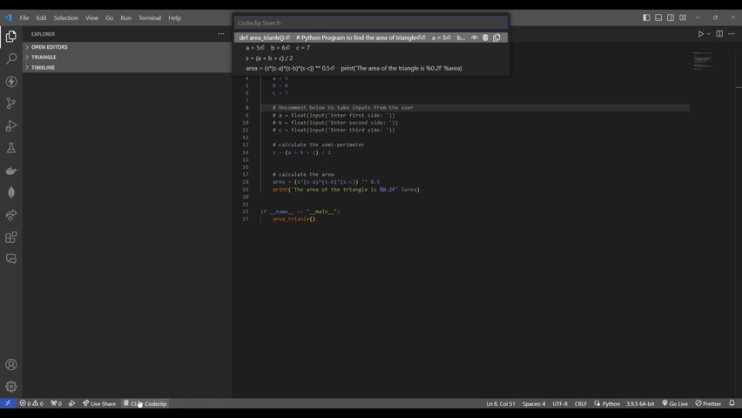 File Edit Selection View Go Run Terminal Help
Codeclip Search
EXPLORER
OPEN EDITORS
TRIANGLE
TIMELINE
def area_trianle(): # Python Program to find the area of triangle a = 5 b...
a = 5 b = 6 c = 7
s = (a + b + c) / 2
area = (s*(s-a)*(s-b)*(s-c)) ** 0.5 print('The area of the triangle is %0.2f' %area)
4 a = 5
5 b = 6
6 c = 7
7
8 # Uncomment below to take inputs from the user
9 # a = float(input('Enter first side: '))
10 # b = float(input('Enter second side: '))
11 # c = float(input('Enter third side: '))
12
13 # calculate the semi-perimeter
14 s = (a + b + c) / 2
15
16
17 # calculate the area
18 area = (s*(s-a)*(s-b)*(s-c)) ** 0.5
19 print('The area of the triangle is %0.2f' %area)
20
21
22 if __name__ == "__main__":
23 area_trianle()
0 0 0 Live Share Codeclip Ln 8, Col 51 Spaces: 4 UTF-8 CRLF Python 3.9.5 64-bit Go Live Prettier